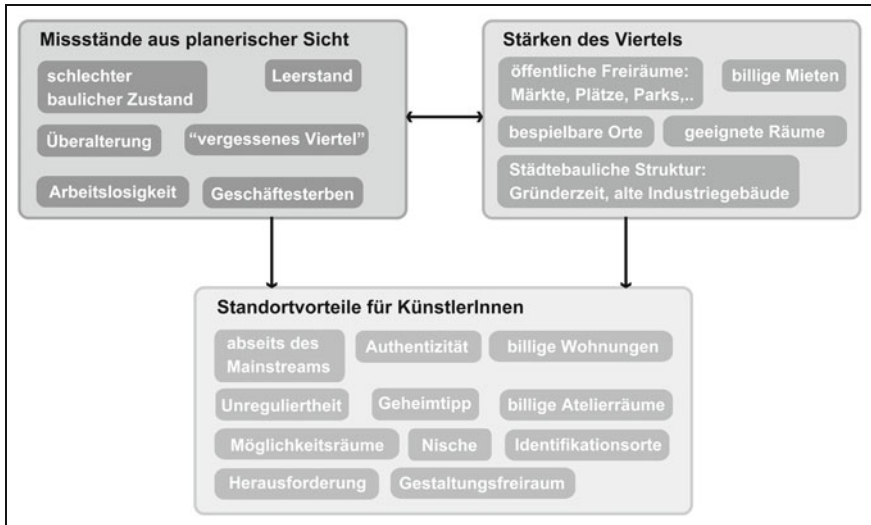 Missstände aus planerischer Sicht
schlechter
baulicher Zustand
Leerstand
Überalterung
“vergessenes Viertel”
Arbeitslosigkeit
Geschäftesterben
Stärken des Viertels
öffentliche Freiräume:
Märkte, Plätze, Parks,..
billige Mieten
bespielbare Orte
geeignete Räume
Städtebauliche Struktur:
Gründerzeit, alte Industriegebäude
Standortvorteile für KünstlerInnen
abseits des
Mainstreams
Authentizität
billige Wohnungen
Unreguliertheit
Geheimtipp
billige Atelierräume
Möglichkeitsräume
Nische
Identifikationsorte
Herausforderung
Gestaltungsfreiraum